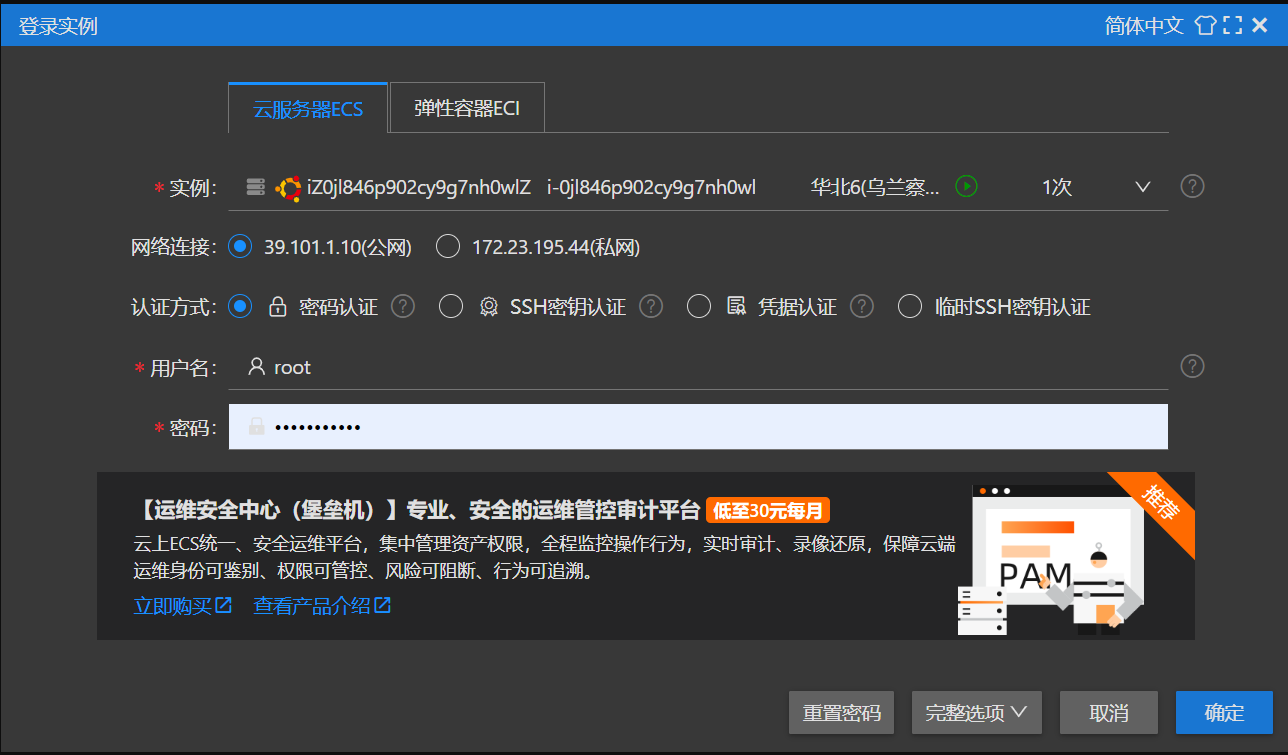 登录实例 简体中文
云服务器ECS 弹性容器ECI
* 实例: iZ0jl846p902cy9g7nh0wlZ i-0jl846p902cy9g7nh0wl 华北6(乌兰察... 1次 ?
网络连接: 39.101.1.10(公网) 172.23.195.44(私网)
认证方式: 密码认证 ? SSH密钥认证 ? 凭据认证 ? 临时SSH密钥认证
* 用户名: root ?
* 密码: •••••••••••
【运维安全中心（堡垒机）】专业、安全的运维管控审计平台 低至30元每月
推荐
云上ECS统一、安全运维平台，集中管理资产权限，全程监控操作行为，实时审计、录像还原，保障云端
运维身份可鉴别、权限可管控、风险可阻断、行为可追溯。
PAM
立即购买 查看产品介绍
重置密码 完整选项 取消 确定